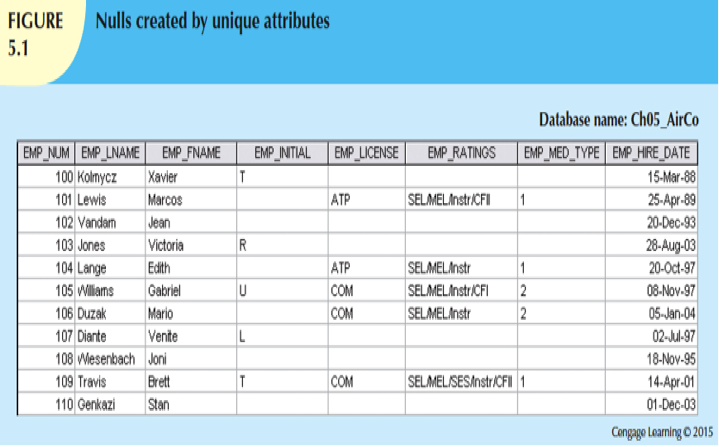 FIGURE 5.1
Nulls created by unique attributes
Database name: Ch05_AirCo
EMP_NUM EMP_LNAME EMP_FNAME EMP_INITIAL EMP_LICENSE EMP_RATINGS EMP_MED_TYPE EMP_HIRE_DATE
100 Kolmycz Xavier T 15-Mar-88
101 Lewis Marcos ATP SEL/MEL/Instr/CFII 1 25-Apr-89
102 Vandam Jean 20-Dec-93
103 Jones Victoria R 28-Aug-03
104 Lange Edith ATP SEL/MEL/Instr 1 20-Oct-97
105 Williams Gabriel U COM SEL/MEL/Instr/CFI 2 08-Nov-97
106 Duzak Mario COM SEL/MEL/Instr 2 05-Jan-04
107 Diante Venite L 02-Jul-97
108 Wiesenbach Joni 18-Nov-95
109 Travis Brett T COM SEL/MEL/SES/Instr/CFII 1 14-Apr-01
110 Genkazi Stan 01-Dec-03
Cengage Learning © 2015